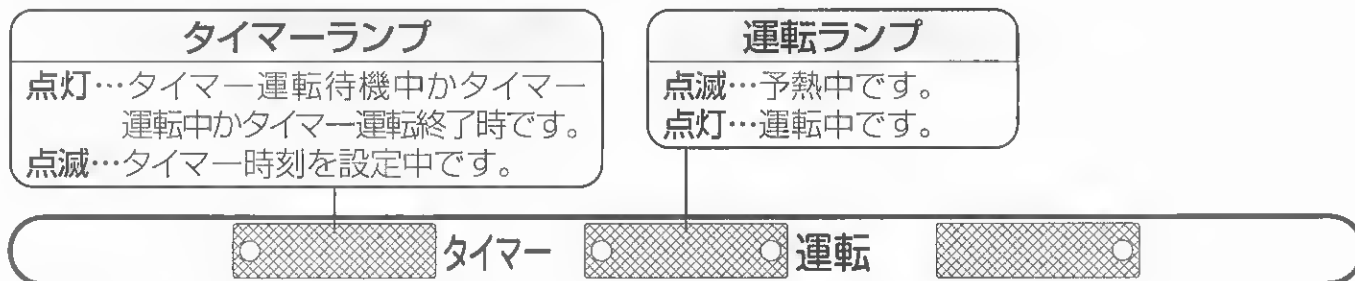 タイマーランプ
点灯…タイマー運転待機中かタイマー
運転中かタイマー運転終了時です。
点滅…タイマー時刻を設定中です。
運転ランプ
点滅…予熱中です。
点灯…運転中です。
タイマー 運転